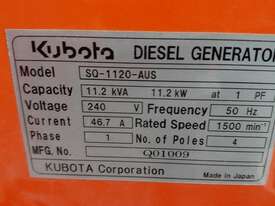 Kubota DIESEL GENERATOR
Model SQ-1120-AUS
Capacity 11.2 kVA 11.2 kW at 1 PF
Voltage 240 V Frequency 50 Hz
Current 46.7 A Rated Speed 1500 min⁻¹
Phase 1 No. of Poles 4
MFG. No. Q01009
KUBOTA Corporation Made in Japan